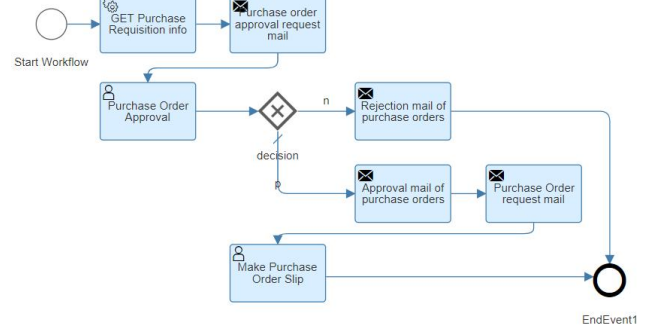 GET Purchase
Requisition info
Purchase order
approval request
mail
Start Workflow
Purchase Order
Approval
n
Rejection mail of
purchase orders
decision
p
Approval mail of
purchase orders
Purchase Order
request mail
Make Purchase
Order Slip
EndEvent1